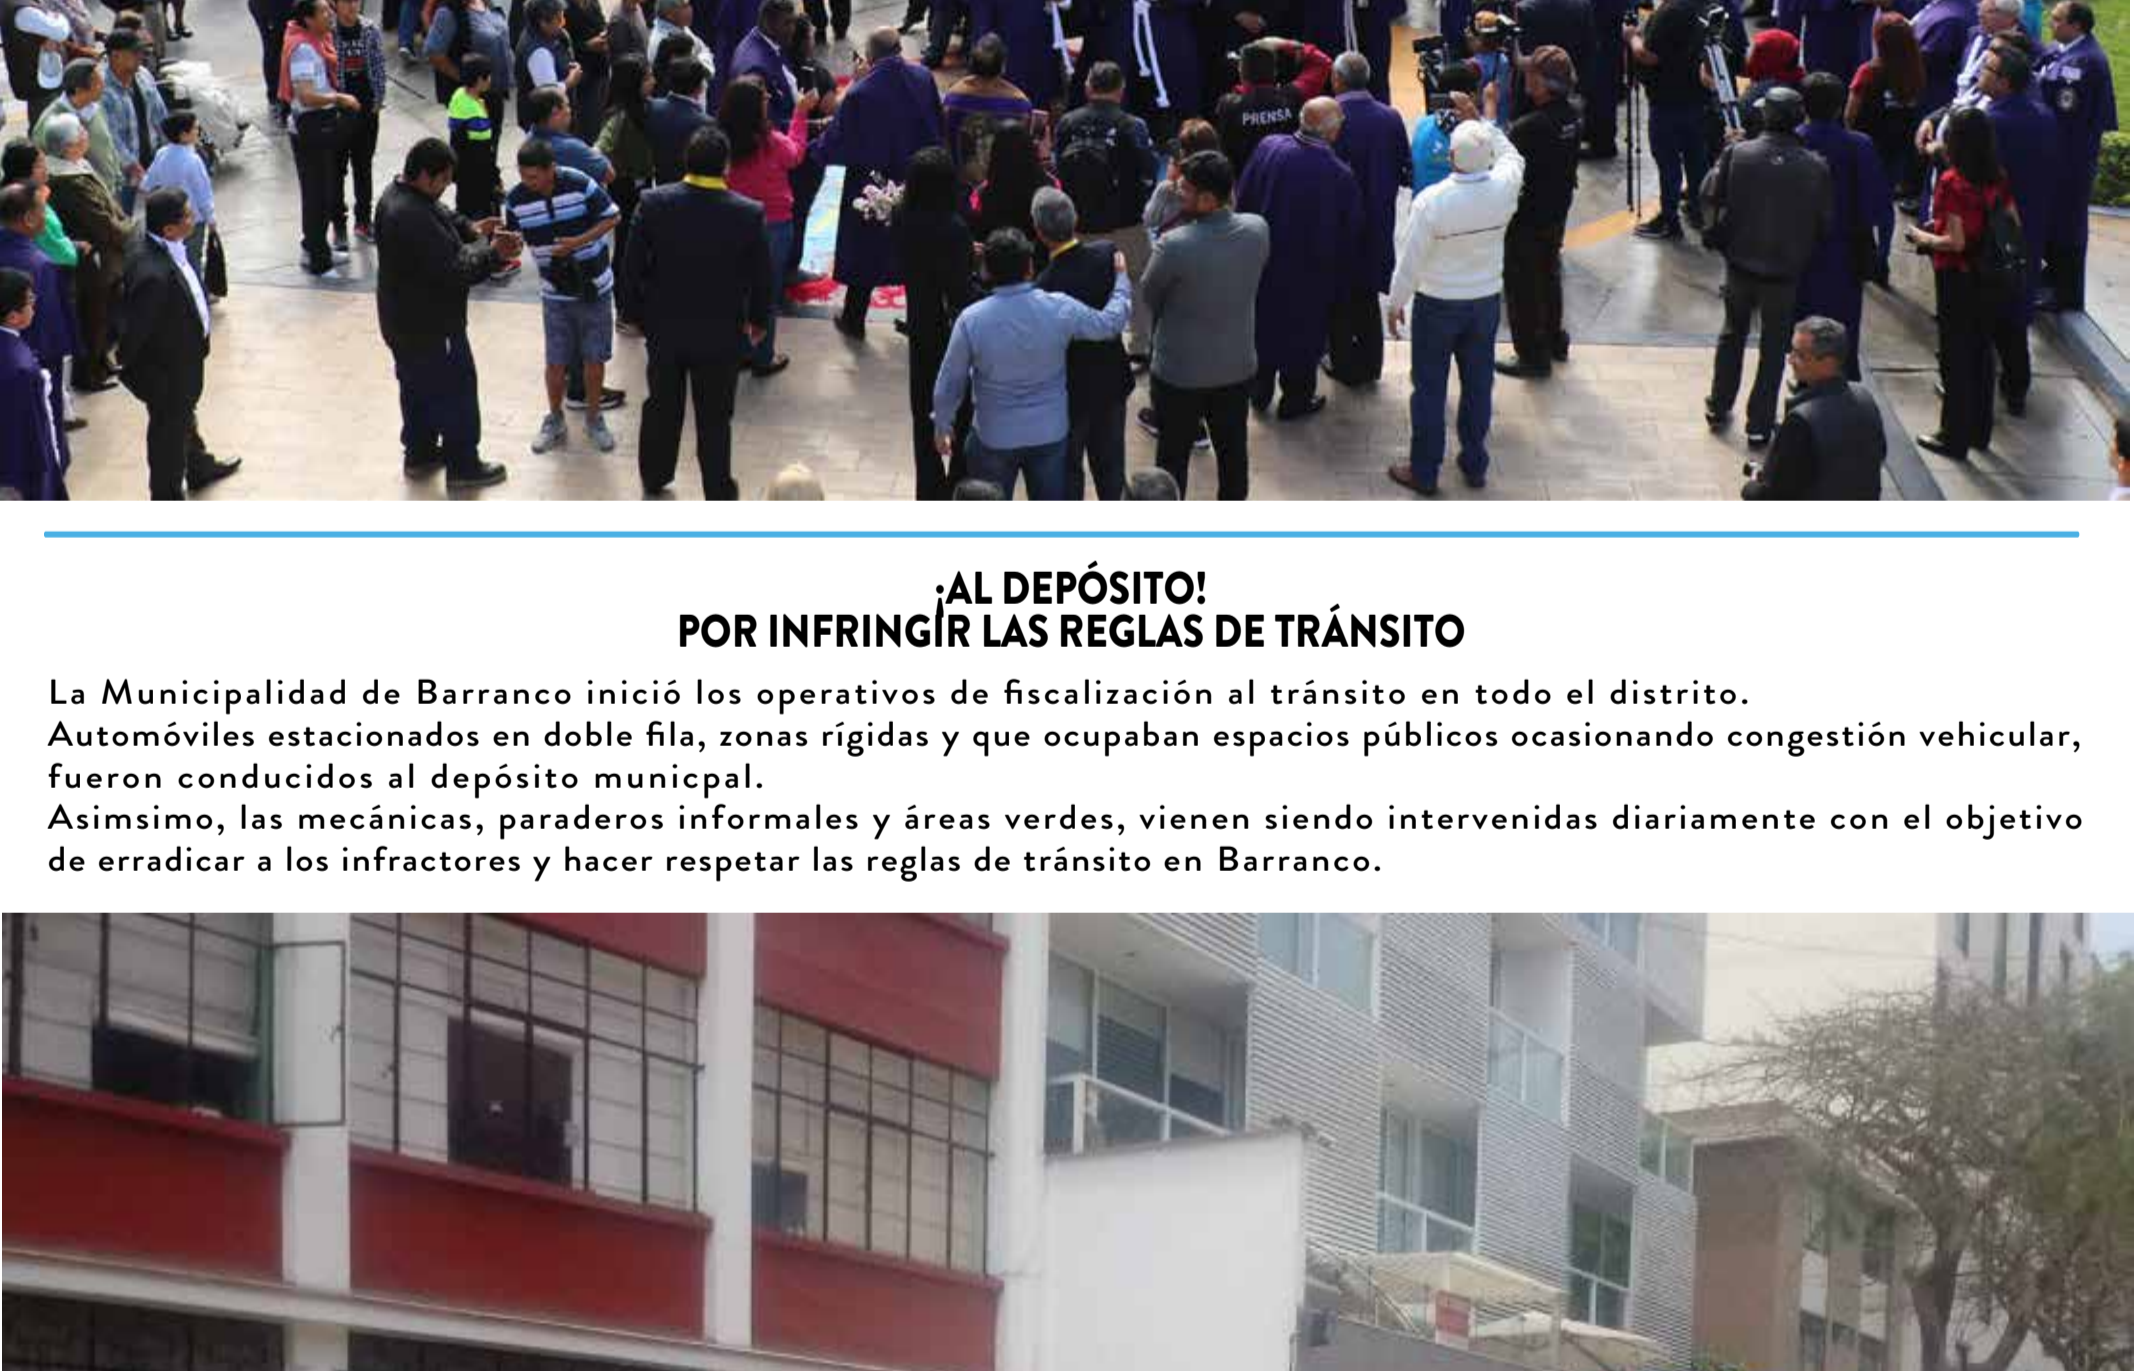 PRENSA
¡AL DEPÓSITO!
POR INFRINGIR LAS REGLAS DE TRÁNSITO
La Municipalidad de Barranco inició los operativos de fiscalización al tránsito en todo el distrito.
Automóviles estacionados en doble fila, zonas rígidas y que ocupaban espacios públicos ocasionando congestión vehicular,
fueron conducidos al depósito municpal.
Asimsimo, las mecánicas, paraderos informales y áreas verdes, vienen siendo intervenidas diariamente con el objetivo
de erradicar a los infractores y hacer respetar las reglas de tránsito en Barranco.